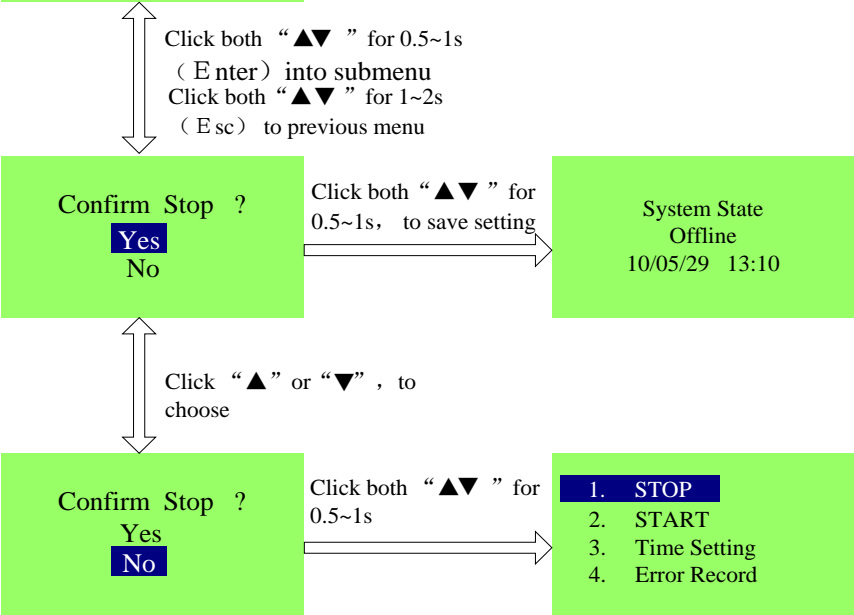 Click both “▲▼ ” for 0.5~1s
（Ｅnter）into submenu
Click both “▲▼ ” for 1~2s
（Ｅsc） to previous menu
Confirm Stop ?
Yes
No
Click both “▲▼ ” for
0.5~1s， to save setting
System State
Offline
10/05/29 13:10
Click “▲” or “▼” ，to
choose
Confirm Stop ?
Yes
No
Click both “▲▼ ” for
0.5~1s
1. STOP
2. START
3. Time Setting
4. Error Record